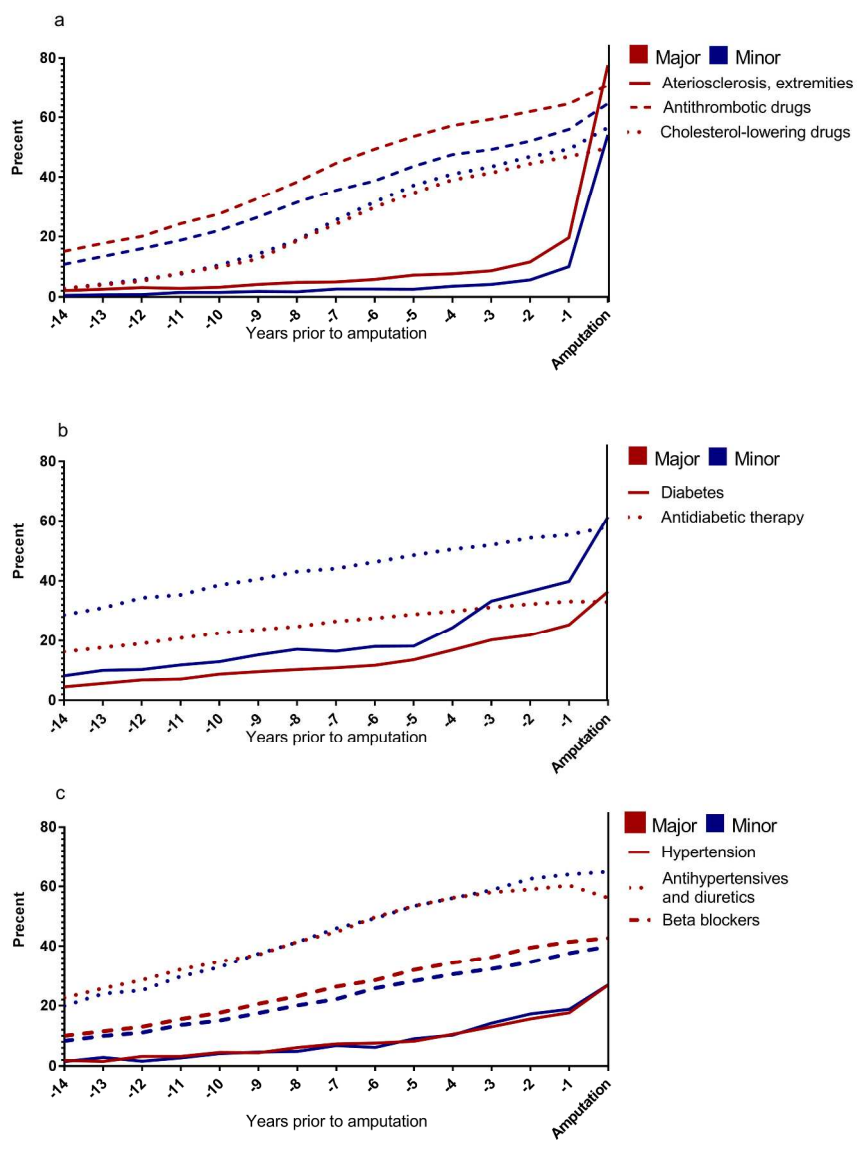 a
80
60
40
20
0
Precent
-14 -13 -12 -11 -10 -9 -8 -7 -6 -5 -4 -3 -2 -1 Amputation
Years prior to amputation
Major Minor
Ateriosclerosis, extremities
Antithrombotic drugs
Cholesterol-lowering drugs
b
80
60
40
20
0
Precent
-14 -13 -12 -11 -10 -9 -8 -7 -6 -5 -4 -3 -2 -1 Amputation
Years prior to amputation
Major Minor
Diabetes
Antidiabetic therapy
c
80
60
40
20
0
Precent
-14 -13 -12 -11 -10 -9 -8 -7 -6 -5 -4 -3 -2 -1 Amputation
Years prior to amputation
Major Minor
Hypertension
Antihypertensives
and diuretics
Beta blockers